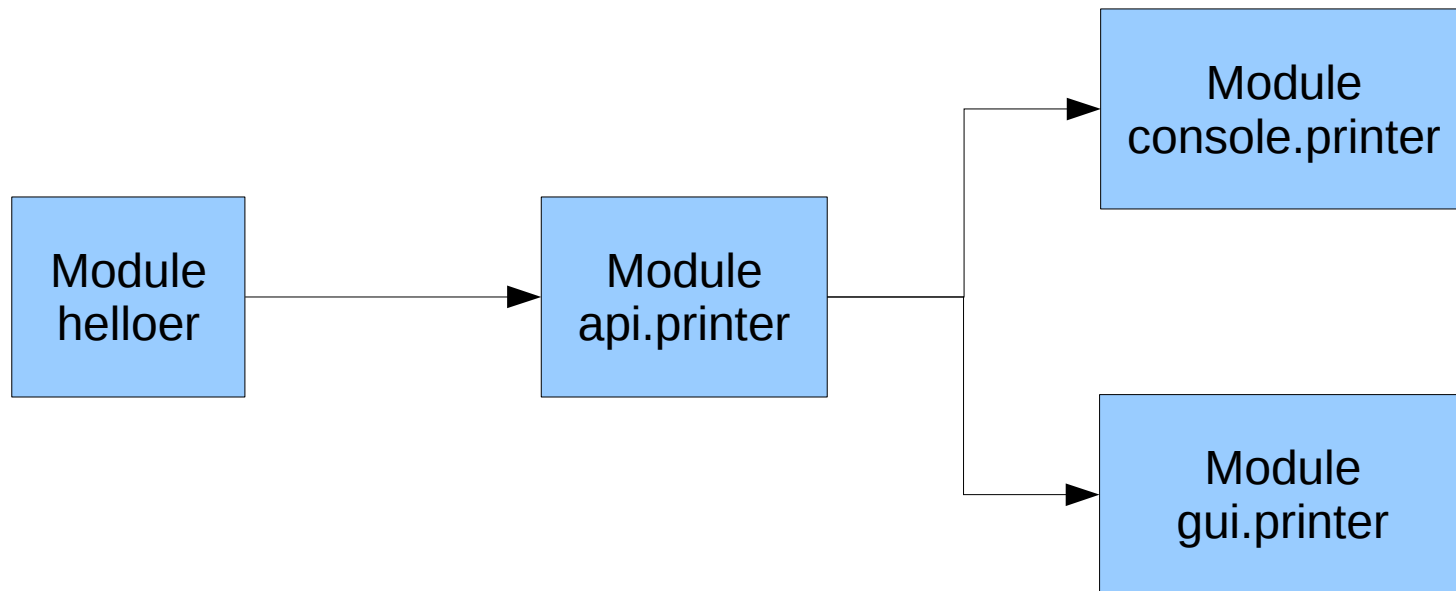 Module
helloer
Module
api.printer
Module
console.printer
Module
gui.printer